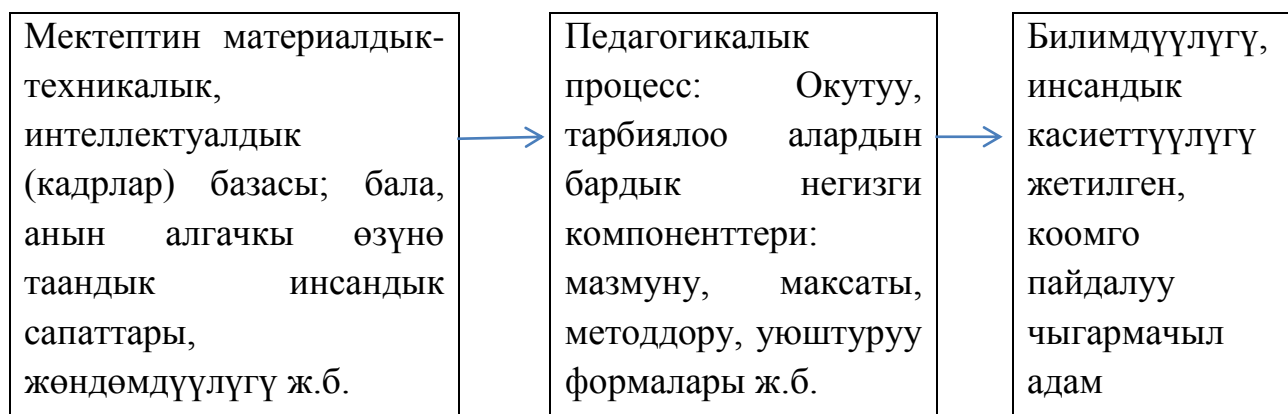 Мектептин материалдык-
техникалык,
интеллектуалдык
(кадрлар) базасы; бала,
анын алгачкы өзүнө
таандык инсандык
сапаттары,
жөндөмдүүлүгү ж.б.
Педагогикалык
процесс: Окутуу,
тарбиялоо алардын
бардык негизги
компоненттери:
мазмуну, максаты,
методдору, уюштуруу
формалары ж.б.
Билимдүүлүгү,
инсандык
касиеттүүлүгү
жетилген,
коомго
пайдалуу
чыгармачыл
адам